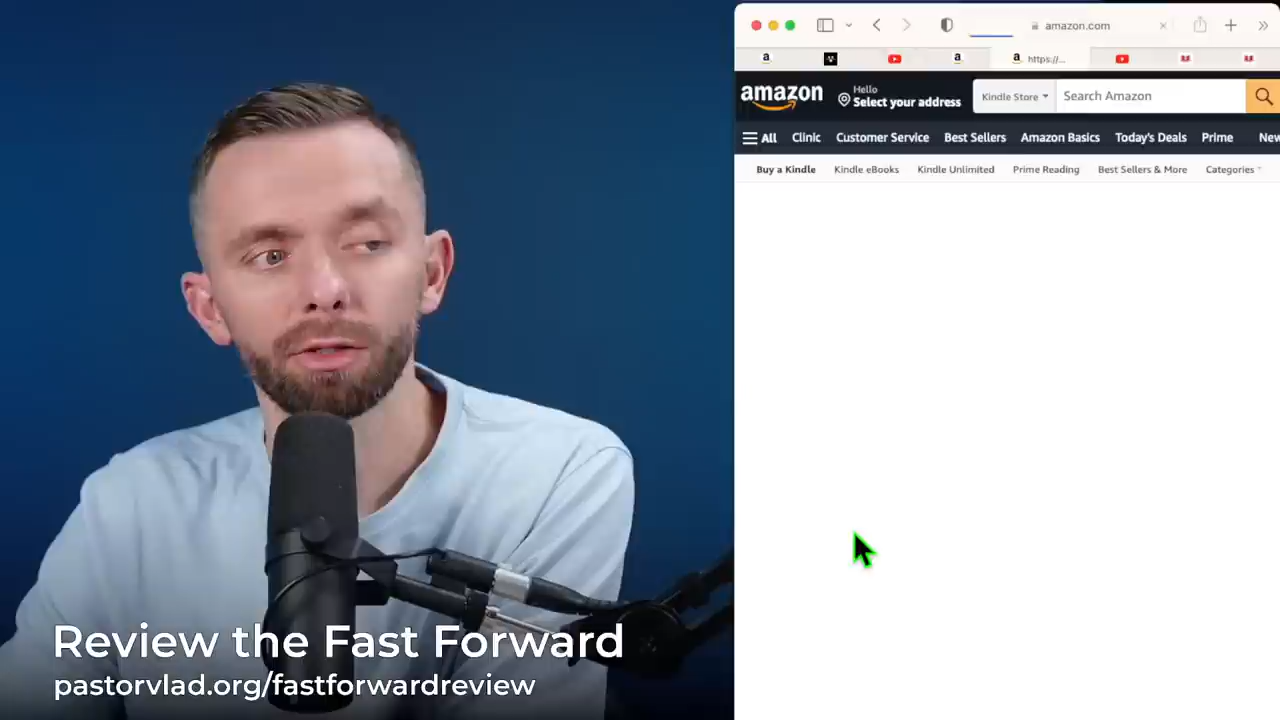 amazon.com
https://...
amazon
Hello
Select your address
Kindle Store
Search Amazon
All Clinic Customer Service Best Sellers Amazon Basics Today's Deals Prime New
Buy a Kindle Kindle eBooks Kindle Unlimited Prime Reading Best Sellers & More Categories
Review the Fast Forward
pastorvlad.org/fastforwardreview